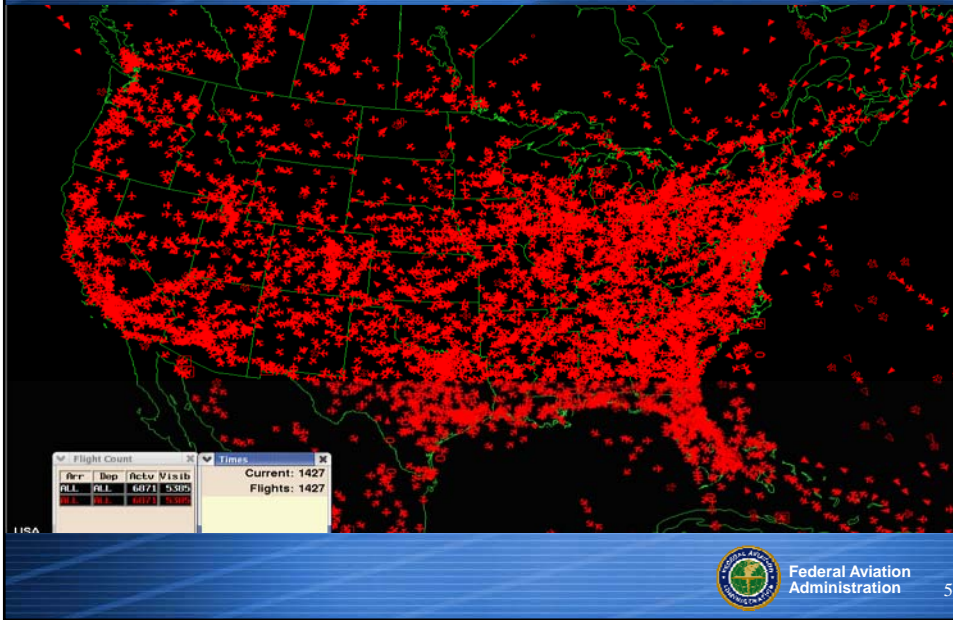 Flight Count
Arr Dep Actv Visib
ALL ALL 6071 5305
ALL ALL 6071 5305
Times
Current: 1427
Flights: 1427
USA
Federal Aviation
Administration
5